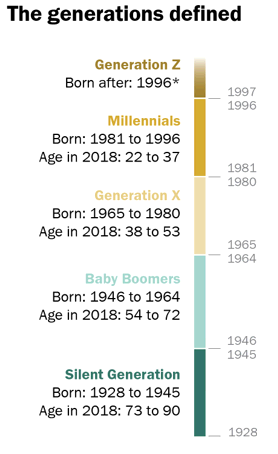 The generations defined
Generation Z
Born after: 1996*
1997
1996
Millennials
Born: 1981 to 1996
Age in 2018: 22 to 37
1981
1980
Generation X
Born: 1965 to 1980
Age in 2018: 38 to 53
1965
1964
Baby Boomers
Born: 1946 to 1964
Age in 2018: 54 to 72
1946
1945
Silent Generation
Born: 1928 to 1945
Age in 2018: 73 to 90
1928